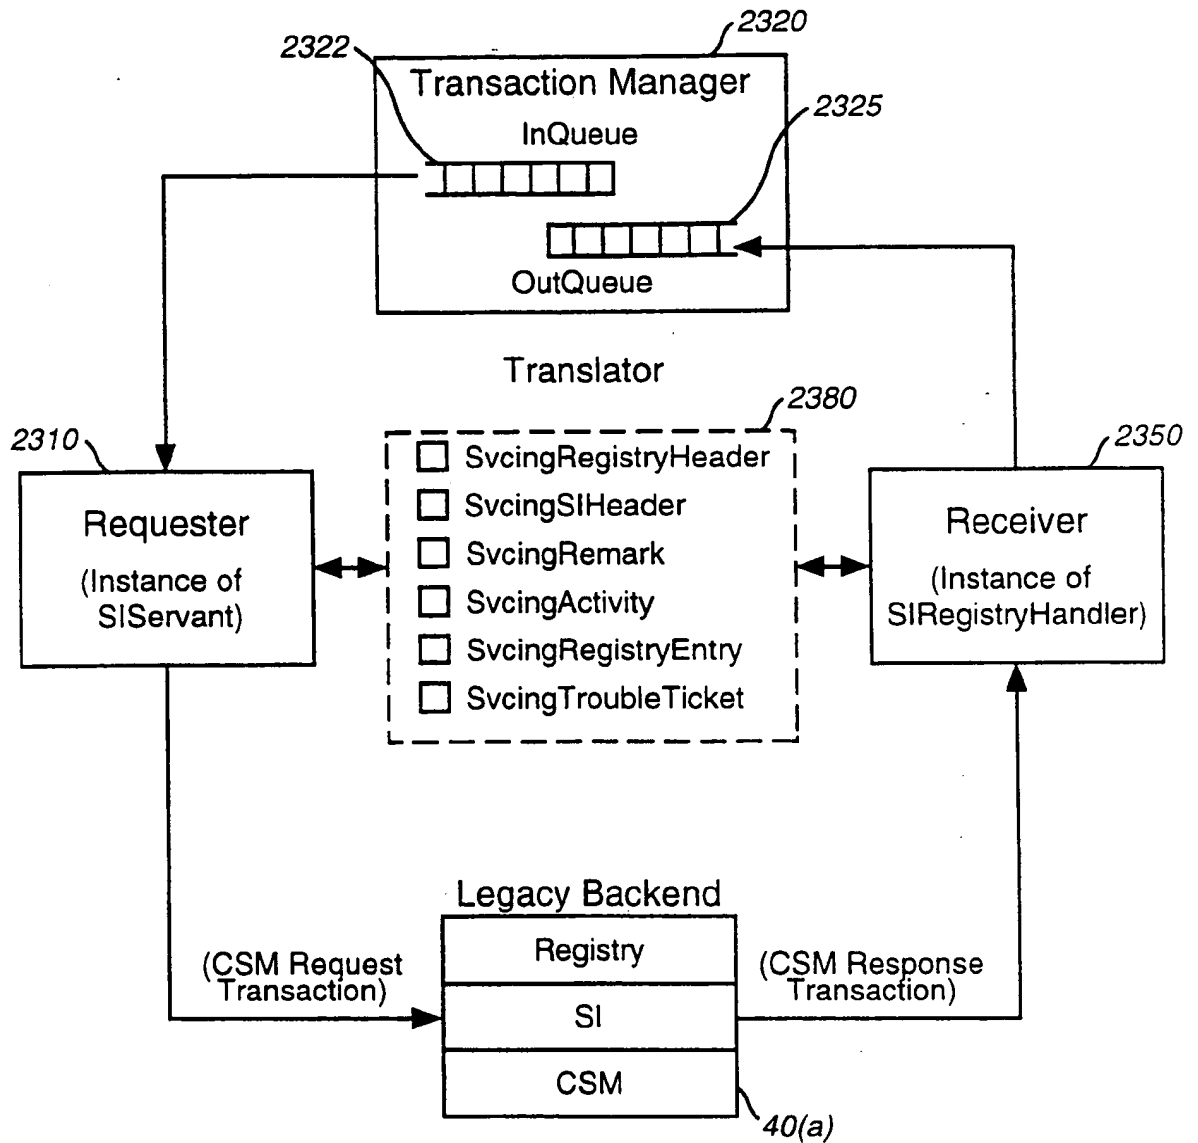 2322
2320
Transaction Manager
2325
InQueue
OutQueue
Translator
2380
2310
2350
SvcingRegistryHeader
SvcingSIHeader
SvcingRemark
SvcingActivity
SvcingRegistryEntry
SvcingTroubleTicket
Requester
(Instance of
SIServant)
Receiver
(Instance of
SIRegistryHandler)
Legacy Backend
Registry
SI
CSM
(CSM Request
Transaction)
(CSM Response
Transaction)
40(a)